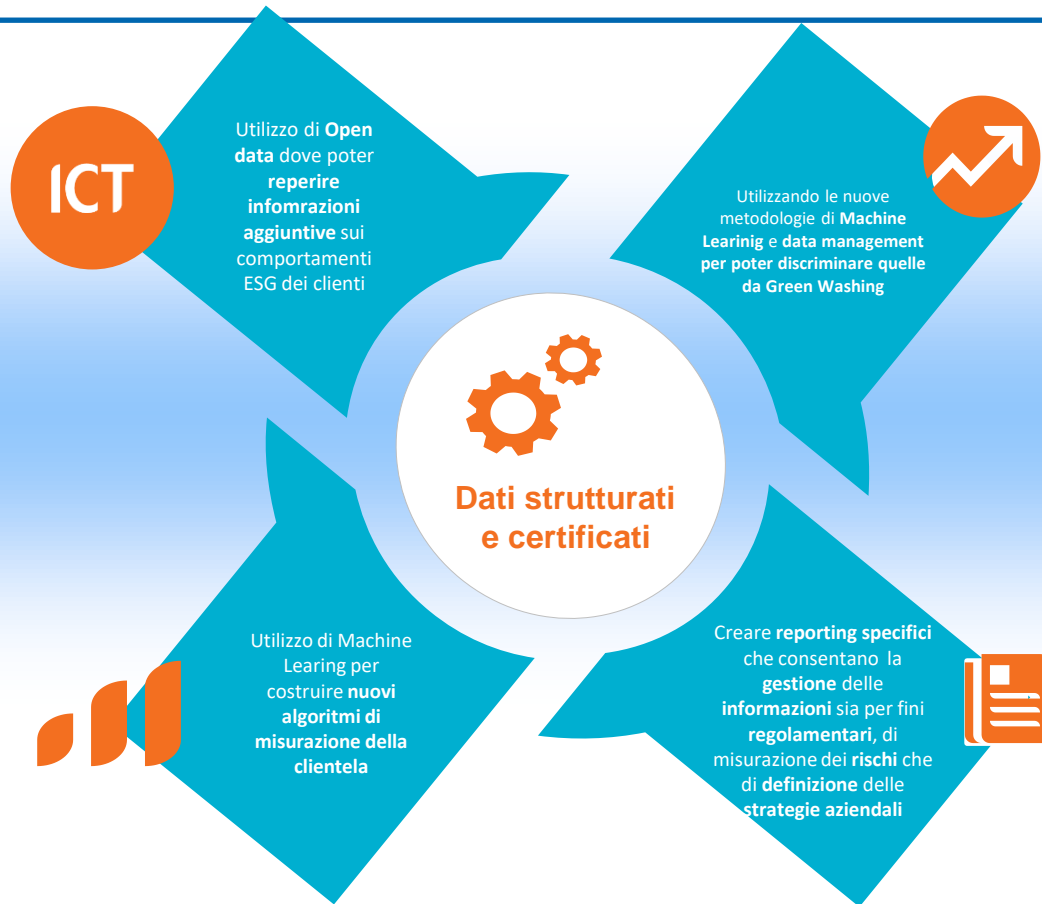 ICT
Utilizzo di Open
data dove poter
reperire
infomrazioni
aggiuntive sui
comportamenti
ESG dei clienti
Utilizzando le nuove
metodologie di Machine
Learinig e data management
per poter discriminare quelle
da Green Washing
Dati strutturati
e certificati
Utilizzo di Machine
Learing per
costruire nuovi
algoritmi di
misurazione della
clientela
Creare reporting specifici
che consentano la
gestione delle
informazioni sia per fini
regolamentari, di
misurazione dei rischi che
di definizione delle
strategie aziendali